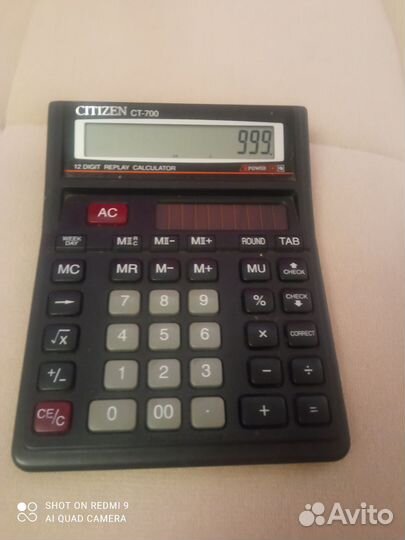 CITIZEN CT-700
999.
12 DIGIT REPLAY CALCULATOR
POWER
AC
WEEK DAY MII RC MII- MII+ ROUND TAB
MC MR M- M+ MU CHECK
→ 7 8 9 % CHECK
√x 4 5 6 × CORRECT
+/− 1 2 3 − ÷
CE/C 0 00 · + =
SHOT ON REDMI 9
AI QUAD CAMERA
Avito